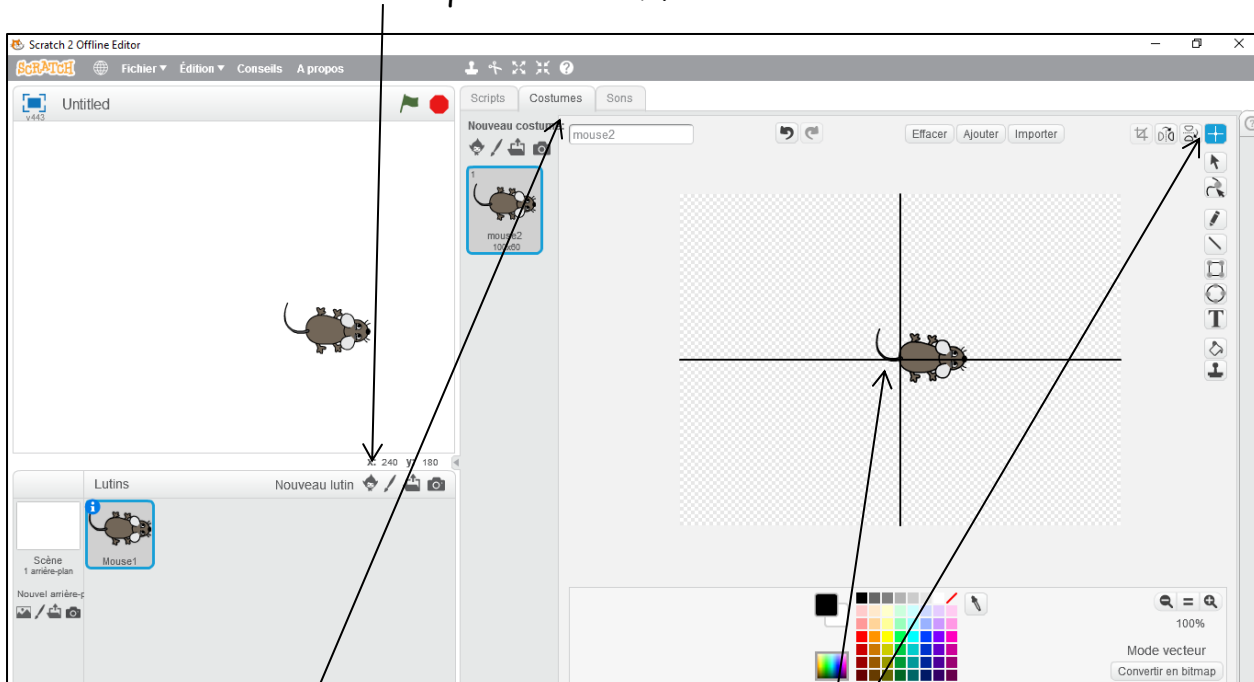 Scratch 2 Offline Editor
SCRATCH Fichier Édition Conseils A propos
v443 Untitled
Scripts Costumes Sons
Nouveau costume:
mouse2
Effacer Ajouter Importer
1
mouse2
100x60
x: 240 y: 180
Lutins Nouveau lutin
Scène
1 arrière-plan
Mouse1
Nouvel arrière-p
T
100%
Mode vecteur
Convertir en bitmap